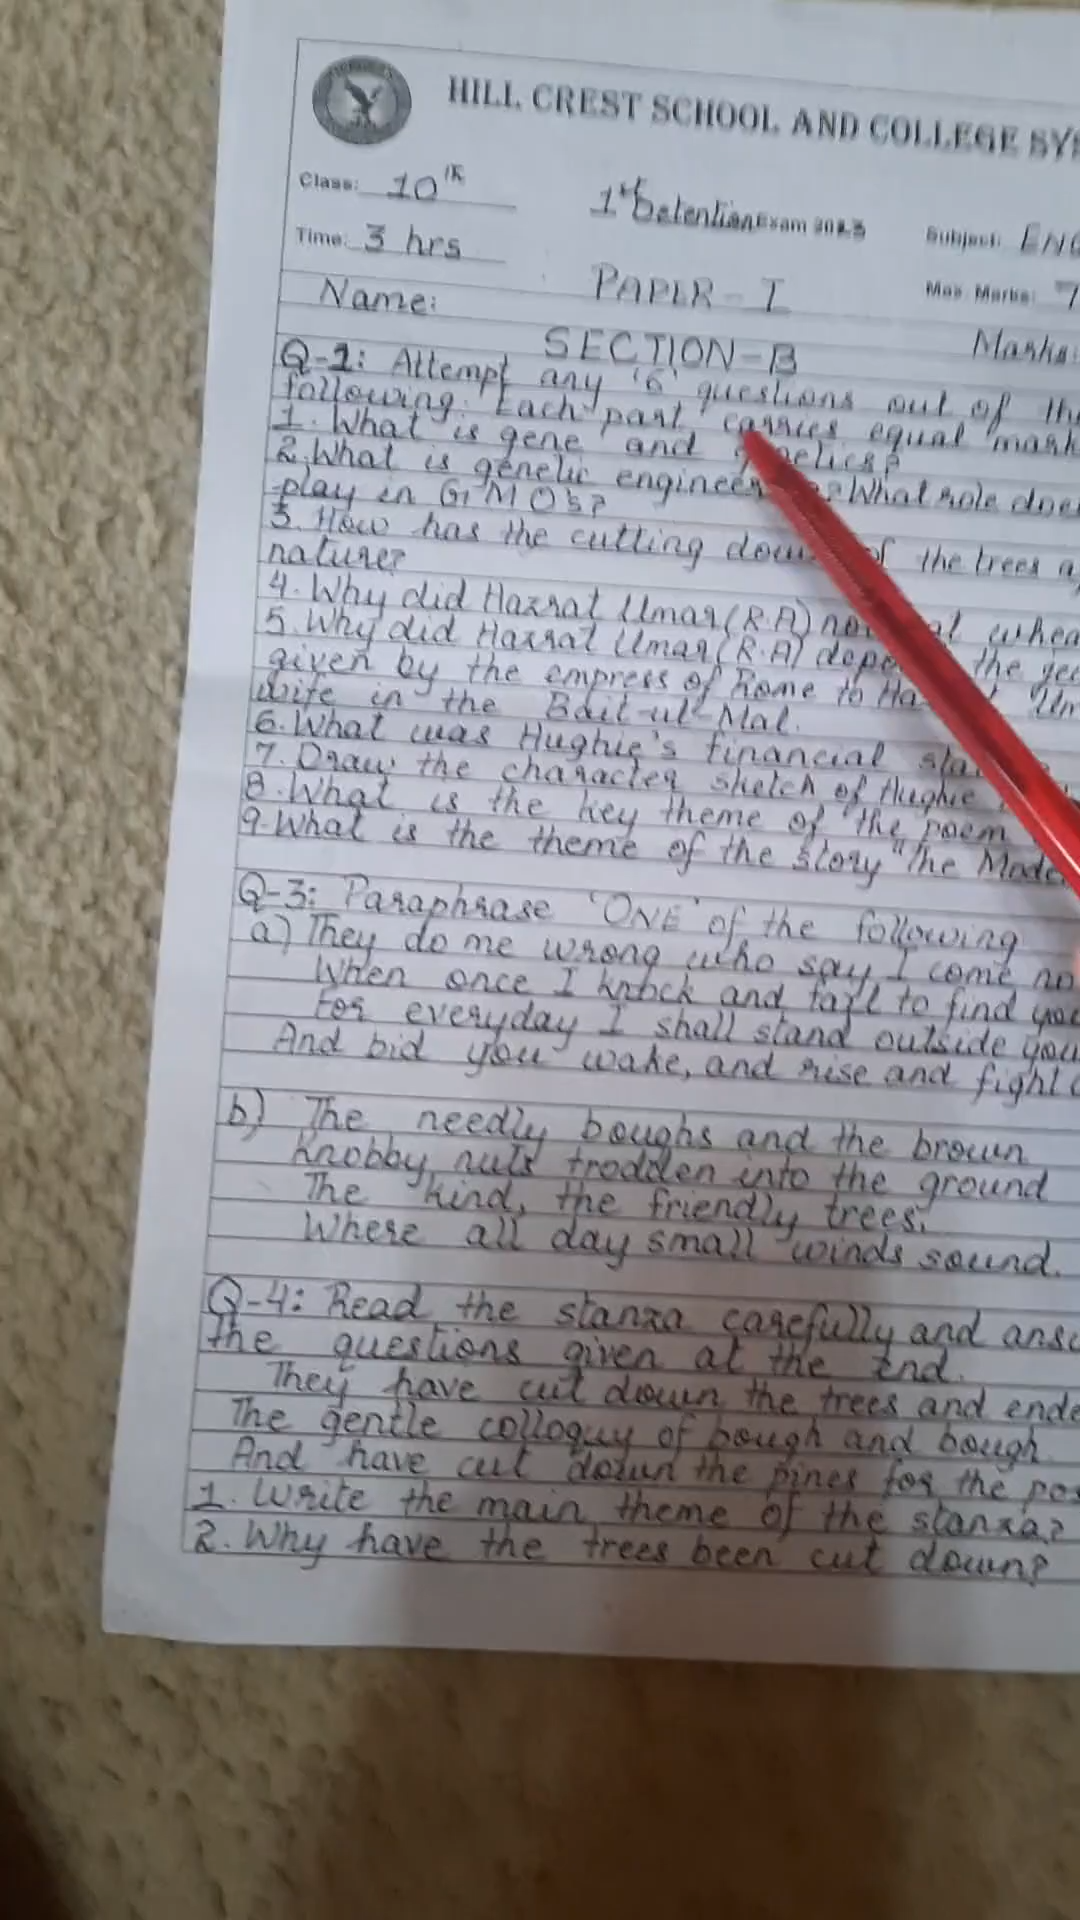 HILL CREST SCHOOL AND COLLEGE SYS
Class: 10th
1st Detention Exam 2023
Subject: ENG
Time: 3 hrs
PAPER - I
Max. Marks: 7
Name:
SECTION-B
Marks:
Q-1: Attempt any '6' questions out of the
following. Each part carries equal mark
1. What is gene and
2. What is genetic What role does
play in GMOs?
3. How has the cutting down of the trees
nature?
4. Why did Hazrat Umar (R.A) not eat whea
5. Why did Hazrat Umar (R.A) the
given by the empress of Rome to Um
wife in the Bait-ul-Mal.
6. What was Hughie's financial
7. Draw the character sketch of Hughie
8. What is the key theme of "the poem
9. What is the theme of the story "The Model
Q-3: Paraphrase 'ONE' of the following
a) They do me wrong who say I come no
When once I knock and fail to find you
For everyday I shall stand outside you
And bid you wake, and rise and fight
b) The needly boughs and the brown
Knobby nuts trodden into the ground
The kind, the friendly trees,
Where all day small winds sound.
Q-4: Read the stanza carefully and answ
the questions given at the end.
They have cut down the trees and ende
The gentle colloquy of bough and bough
And have cut down the pines for the
1. Write the main theme of the stanza?
2. Why have the trees been cut down?